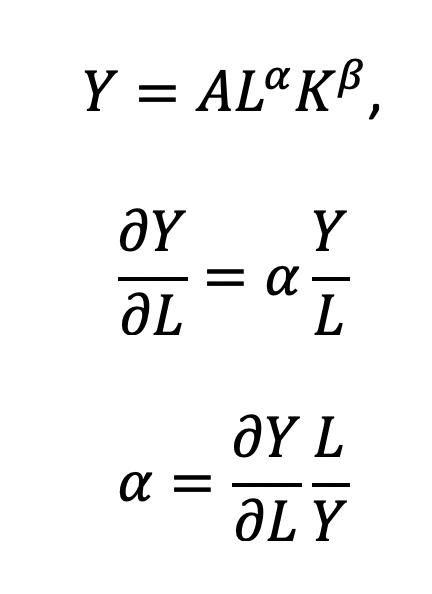 Y = AL^α K^β,
∂Y/∂L = α Y/L
α = ∂Y/∂L L/Y